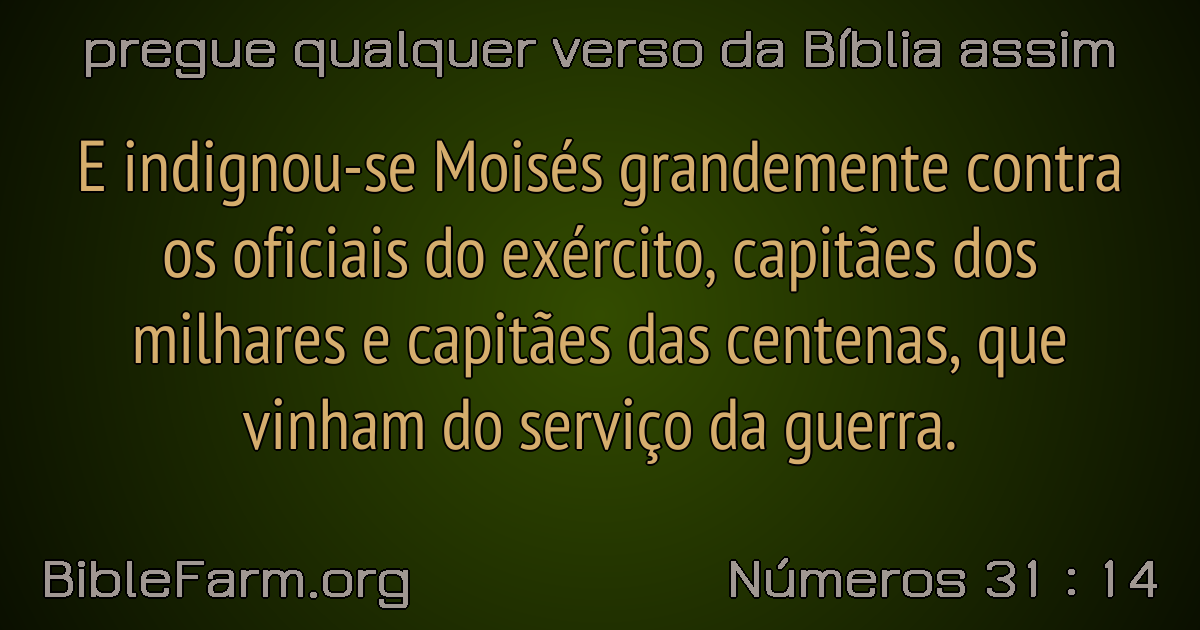 pregue qualquer verso da Bíblia assim
E indignou-se Moisés grandemente contra
os oficiais do exército, capitães dos
milhares e capitães das centenas, que
vinham do serviço da guerra.
BibleFarm.org
Números 31 : 14